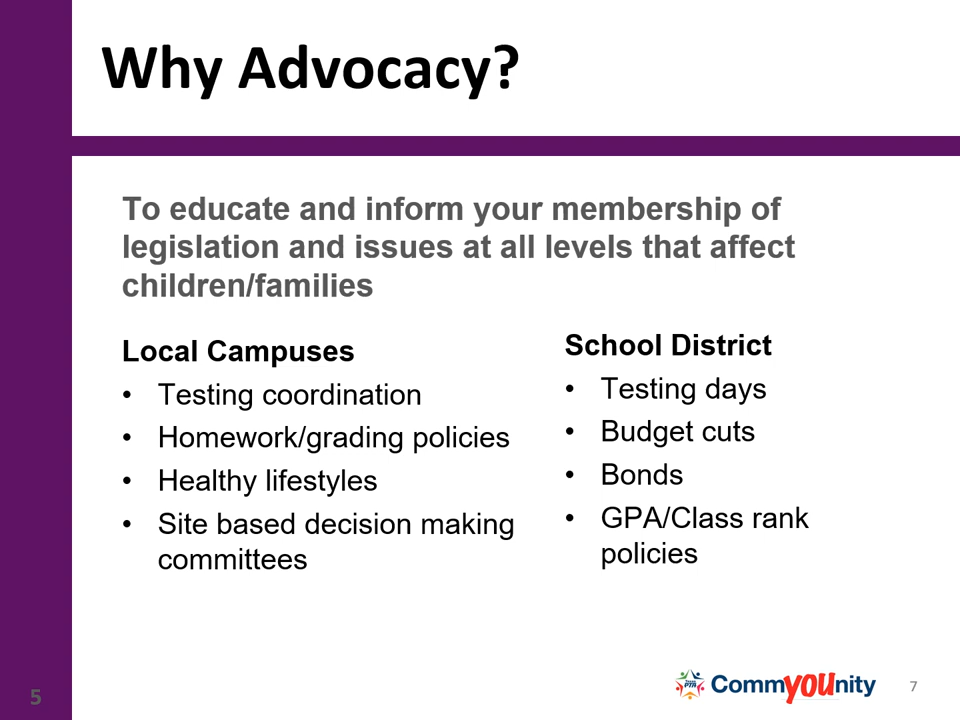 Why Advocacy?
To educate and inform your membership of
legislation and issues at all levels that affect
children/families
Local Campuses
• Testing coordination
• Homework/grading policies
• Healthy lifestyles
• Site based decision making
committees
School District
• Testing days
• Budget cuts
• Bonds
• GPA/Class rank
policies
5
PTA
CommYOUnity
7